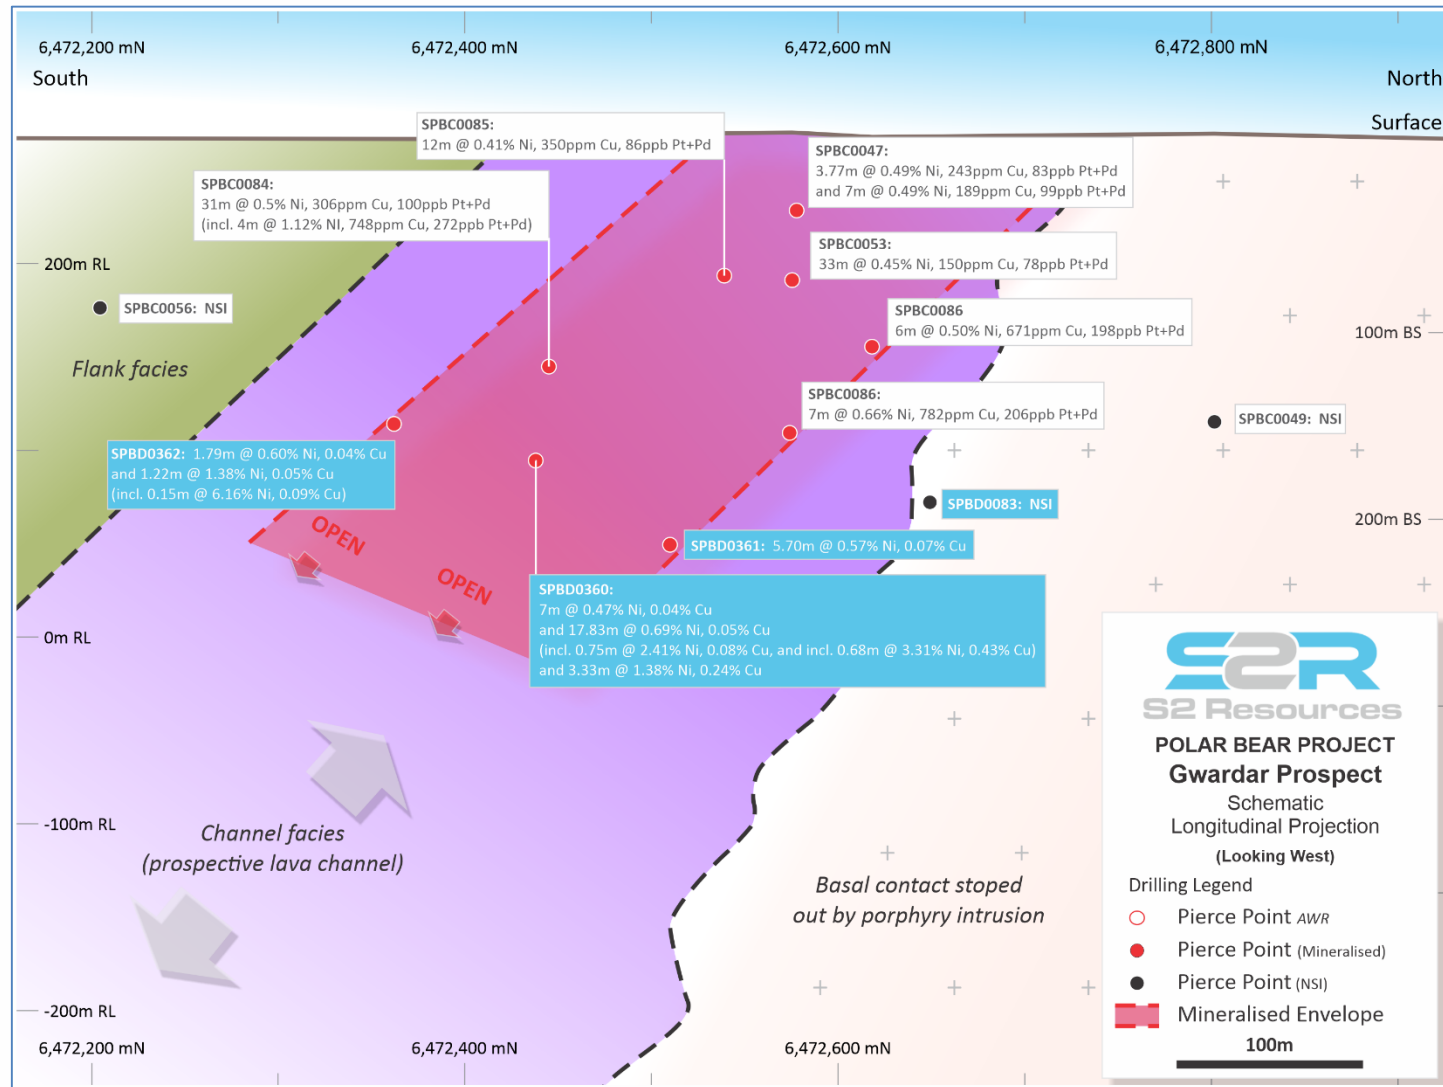 6,472,200 mN
6,472,400 mN
6,472,600 mN
6,472,800 mN
South
North
Surface
SPBC0085:
12m @ 0.41% Ni, 350ppm Cu, 86ppb Pt+Pd
SPBC0047:
3.77m @ 0.49% Ni, 243ppm Cu, 83ppb Pt+Pd
and 7m @ 0.49% Ni, 189ppm Cu, 99ppb Pt+Pd
SPBC0084:
31m @ 0.5% Ni, 306ppm Cu, 100ppb Pt+Pd
(incl. 4m @ 1.12% NI, 748ppm Cu, 272ppb Pt+Pd)
SPBC0053:
33m @ 0.45% Ni, 150ppm Cu, 78ppb Pt+Pd
200m RL
SPBC0056: NSI
SPBC0086
6m @ 0.50% Ni, 671ppm Cu, 198ppb Pt+Pd
100m BS
Flank facies
SPBC0086:
7m @ 0.66% Ni, 782ppm Cu, 206ppb Pt+Pd
SPBC0049: NSI
SPBD0362: 1.79m @ 0.60% Ni, 0.04% Cu
and 1.22m @ 1.38% Ni, 0.05% Cu
(incl. 0.15m @ 6.16% Ni, 0.09% Cu)
SPBD0083: NSI
200m BS
OPEN
OPEN
SPBD0361: 5.70m @ 0.57% Ni, 0.07% Cu
SPBD0360:
7m @ 0.47% Ni, 0.04% Cu
and 17.83m @ 0.69% Ni, 0.05% Cu
(incl. 0.75m @ 2.41% Ni, 0.08% Cu, and incl. 0.68m @ 3.31% Ni, 0.43% Cu)
and 3.33m @ 1.38% Ni, 0.24% Cu
0m RL
-100m RL
Channel facies
(prospective lava channel)
Basal contact stoped
out by porphyry intrusion
-200m RL
6,472,200 mN
6,472,400 mN
6,472,600 mN
S2R
S2 Resources
POLAR BEAR PROJECT
Gwardar Prospect
Schematic
Longitudinal Projection
(Looking West)
Drilling Legend
Pierce Point AWR
Pierce Point (Mineralised)
Pierce Point (NSI)
Mineralised Envelope
100m